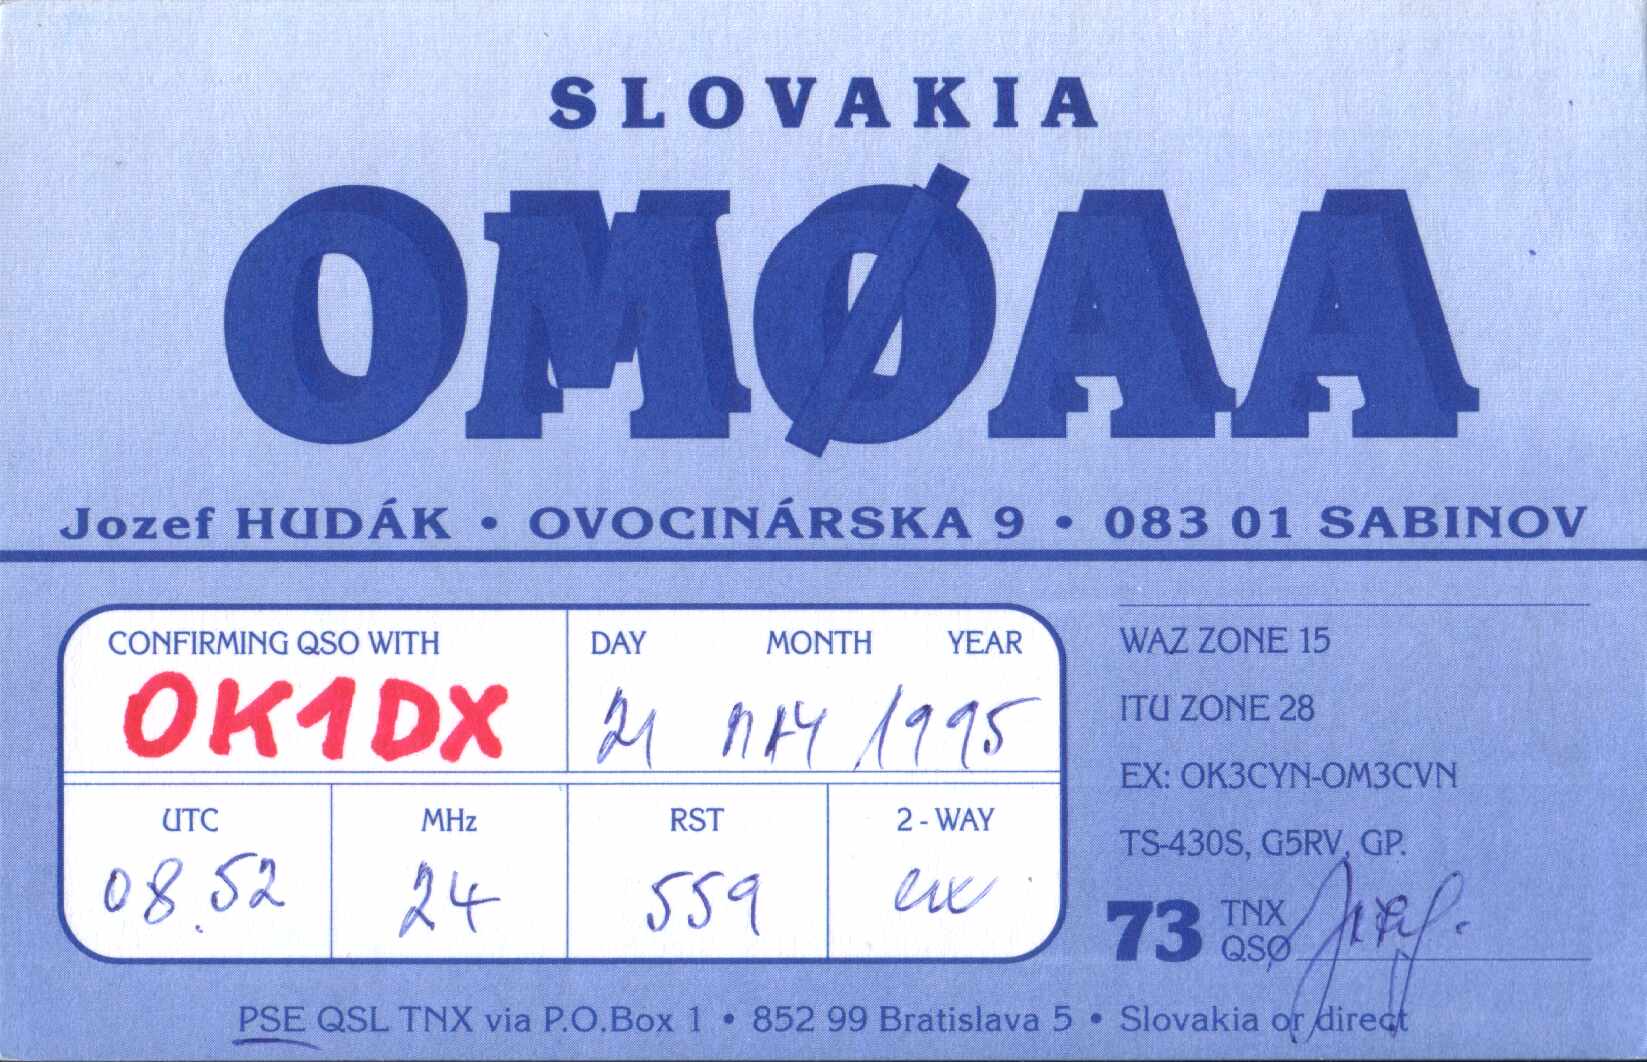 SLOVAKIA
OMØAA
Jozef HUDÁK • OVOCINÁRSKA 9 • 083 01 SABINOV
CONFIRMING QSO WITH DAY MONTH YEAR
OK1DX 21 MAY 1995
UTC MHz RST 2-WAY
08.52 24 559 cw
WAZ ZONE 15
ITU ZONE 28
EX: OK3CYN-OM3CVN
TS-430S, G5RV, GP.
73 TNX QSO
PSE QSL TNX via P.O.Box 1 • 852 99 Bratislava 5 • Slovakia or direct